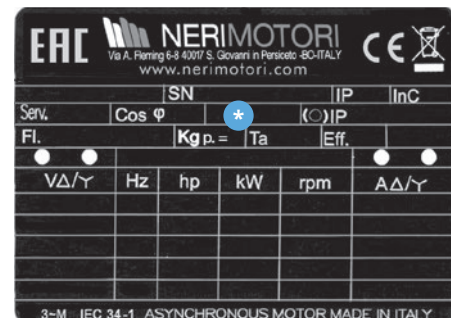 EAC NERIMOTORI CE
Via A. Fleming 6-8 40017 S. Giovanni in Persiceto -BO-ITALY
www.nerimotori.com
SN IP InC
Serv. Cos φ * (○)IP
Fl. Kg p.= Ta Eff.
V△/Y Hz hp kW rpm A△/Y
3~M IEC 34-1 ASYNCHRONOUS MOTOR MADE IN ITALY